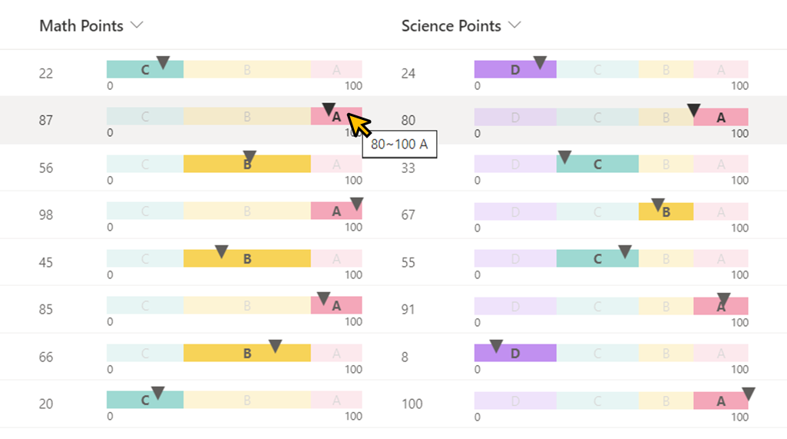 Math Points Science Points
22 C B A 24 D C B A
0 100 0 100
87 C B A 80 D C B A
0 100 0 100
80~100 A
56 C B A 33 D C B A
0 100 0 100
98 C B A 67 D C B A
0 100 0 100
45 C B A 55 D C B A
0 100 0 100
85 C B A 91 D C B A
0 100 0 100
66 C B A 8 D C B A
0 100 0 100
20 C B A 100 D C B A
0 100 0 100